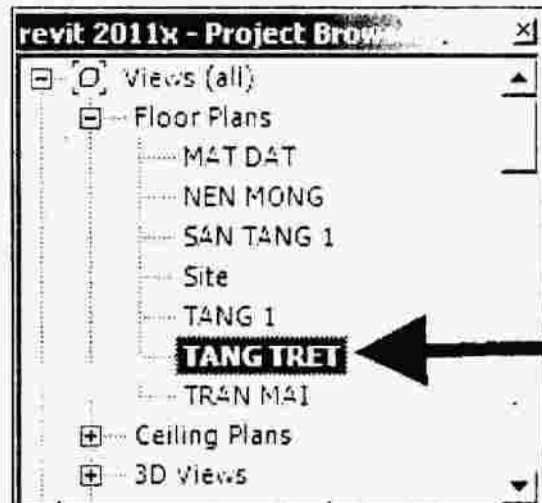 revit 2011x - Project Brow
Views (all)
Floor Plans
MAT DAT
NEN MONG
SAN TANG 1
Site
TANG 1
TANG TRET
TRAN MAI
Ceiling Plans
3D Views